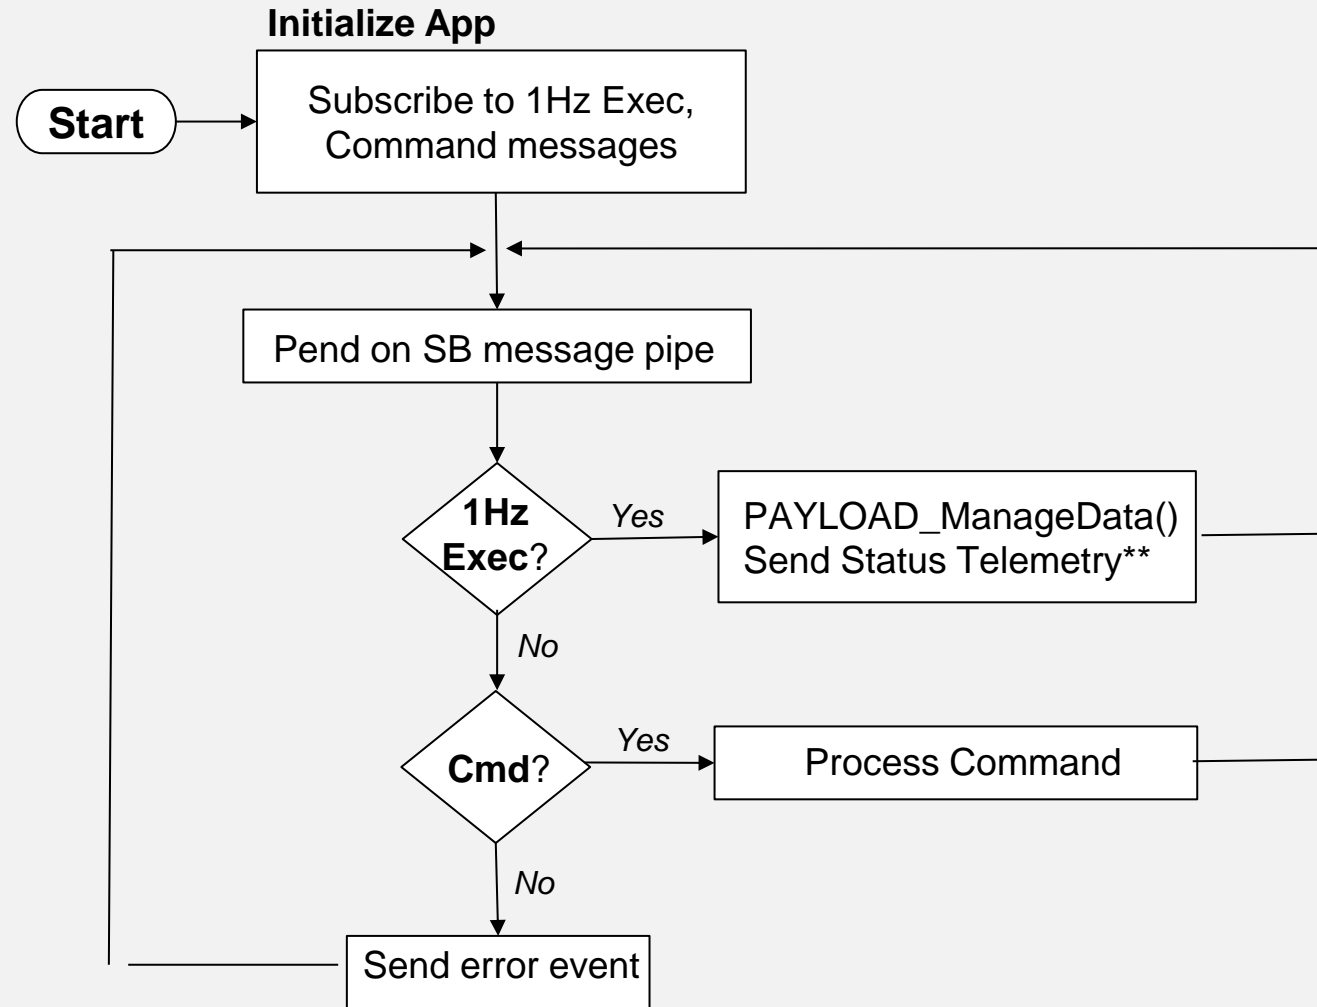 Initialize App
Start
Subscribe to 1Hz Exec,
Command messages
Pend on SB message pipe
1Hz
Exec?
Yes
PAYLOAD_ManageData()
Send Status Telemetry**
No
Cmd?
Yes
Process Command
No
Send error event